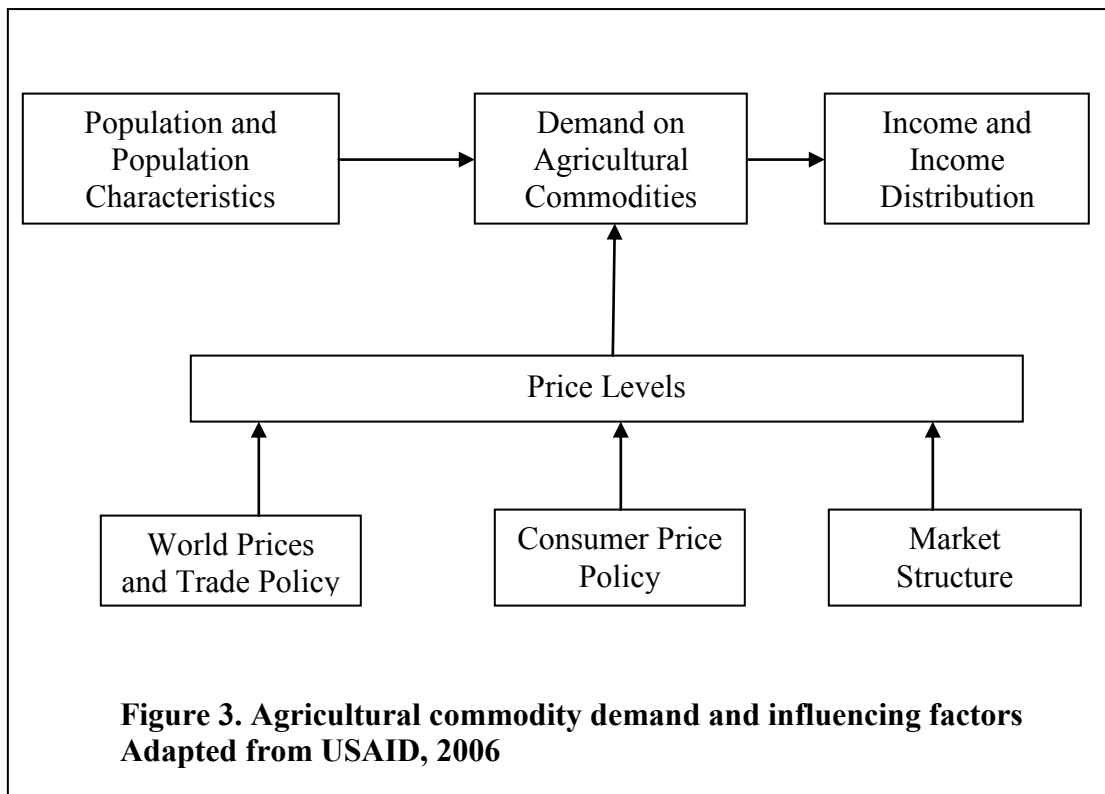 Population and
Population
Characteristics
Demand on
Agricultural
Commodities
Income and
Income
Distribution
Price Levels
World Prices
and Trade Policy
Consumer Price
Policy
Market
Structure
Figure 3. Agricultural commodity demand and influencing factors
Adapted from USAID, 2006